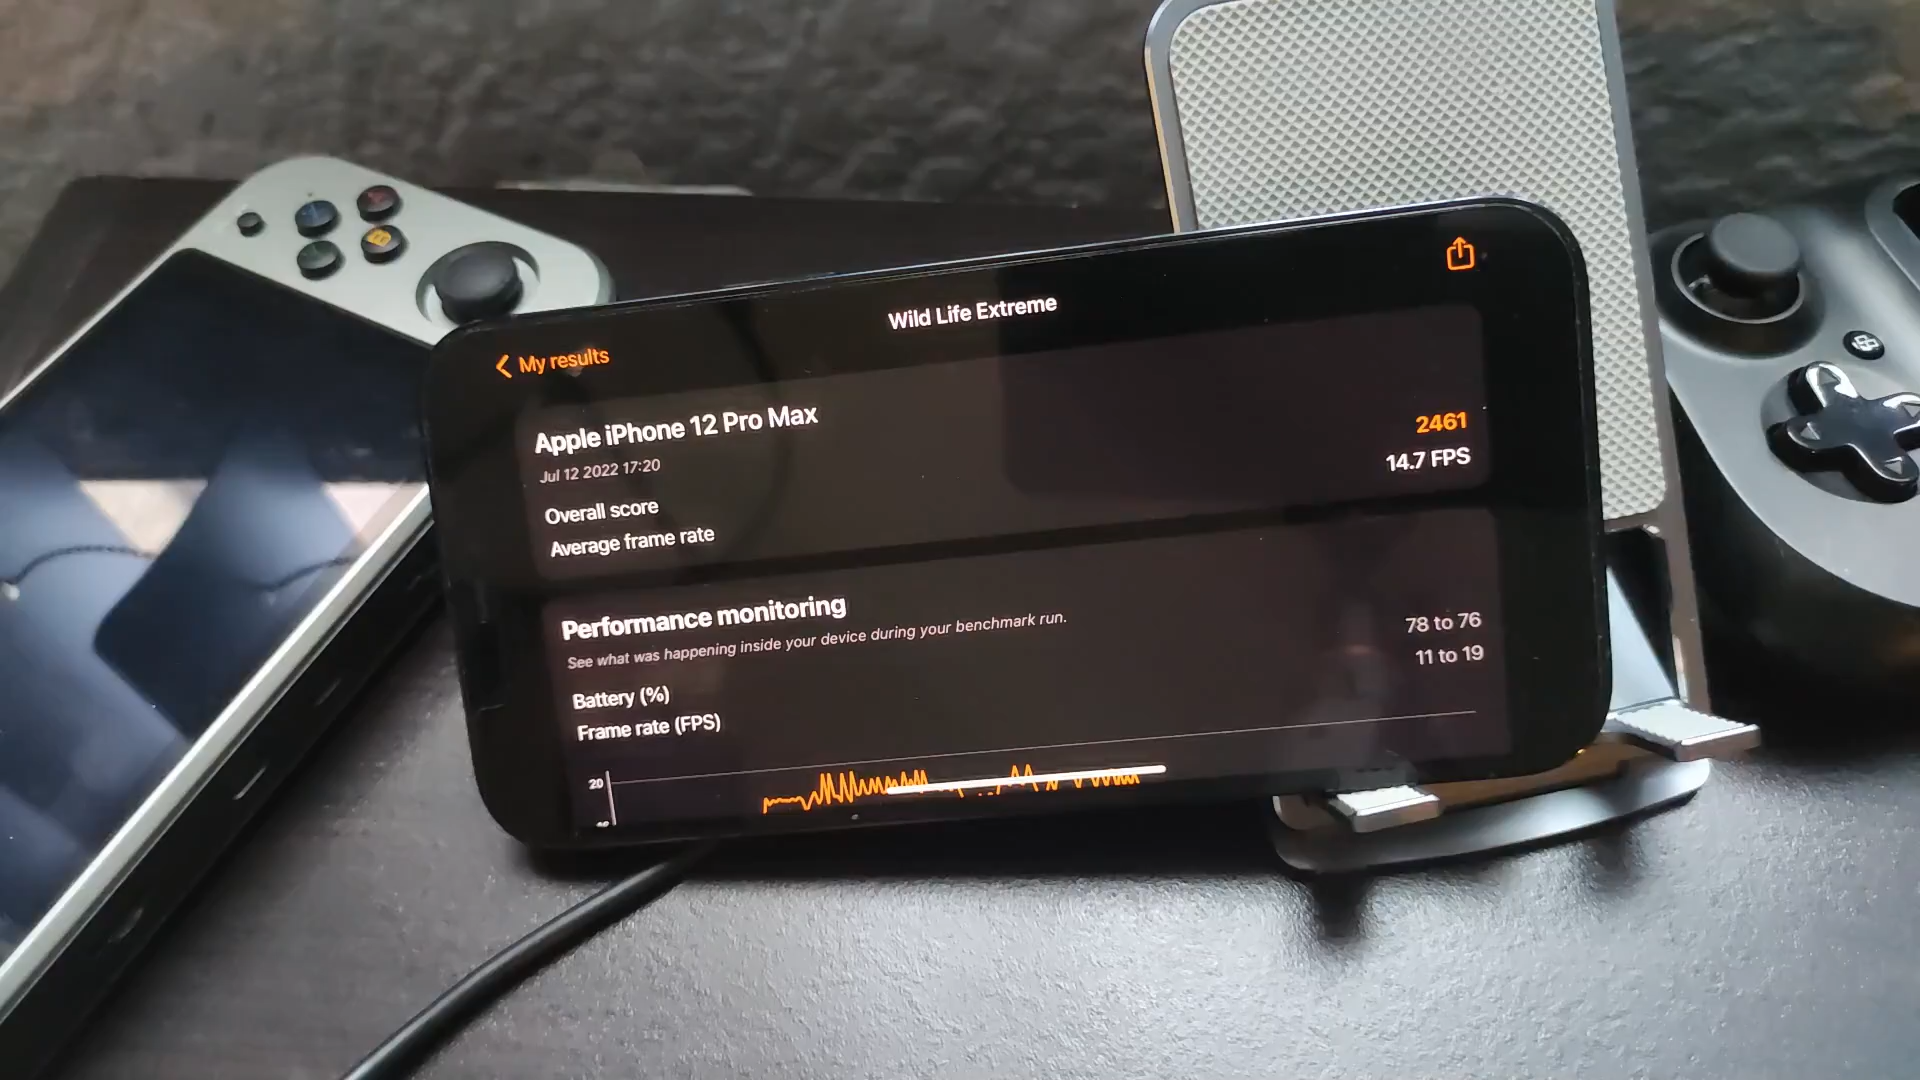 Wild Life Extreme
My results
Apple iPhone 12 Pro Max
Jul 12 2022 17:20
Overall score
2461
Average frame rate
14.7 FPS
Performance monitoring
See what was happening inside your device during your benchmark run.
Battery (%)
78 to 76
Frame rate (FPS)
11 to 19
20
B